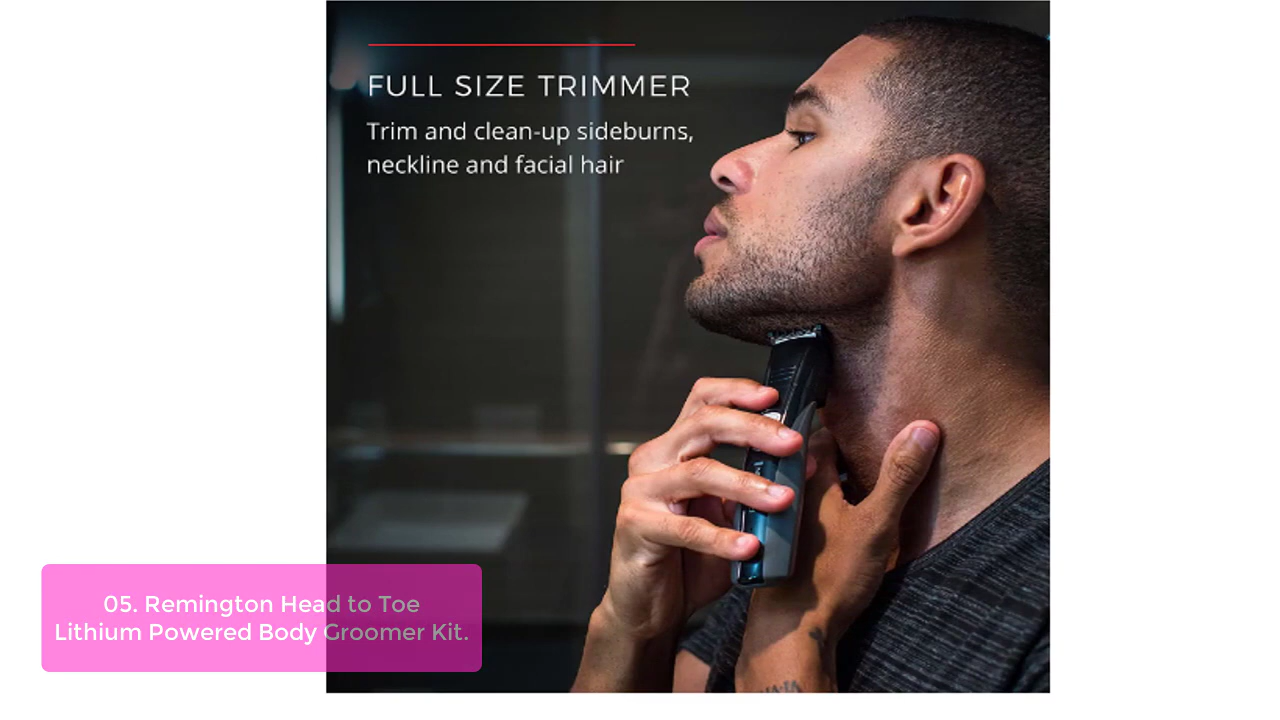 FULL SIZE TRIMMER
Trim and clean-up sideburns,
neckline and facial hair
05. Remington Head to Toe
Lithium Powered Body Groomer Kit.